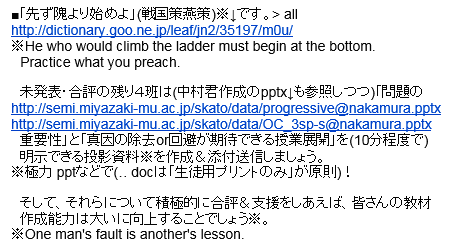 ■「先ず隗より始めよ」(戦国策燕策)※↓です。> all
http://dictionary.goo.ne.jp/leaf/jn2/35197/m0u/
※He who would climb the ladder must begin at the bottom.
Practice what you preach.
未発表・合評の残り４班は(中村君作成のpptx↓も参照しつつ)「問題の
http://semi.miyazaki-mu.ac.jp/skato/data/progressive@nakamura.pptx
http://semi.miyazaki-mu.ac.jp/skato/data/OC_3sp-s@nakamura.pptx
重要性」と「真因の除去or回避が期待できる授業展開」を(10分程度で)
明示できる投影資料※を作成＆添付送信しましょう。
※極力 pptなどで(.. docは「生徒用プリントのみ」が原則)！
そして、それらについて積極的に合評＆支援をしあえば、皆さんの教材
作成能力は大いに向上することでしょう※。
※One man's fault is another's lesson.